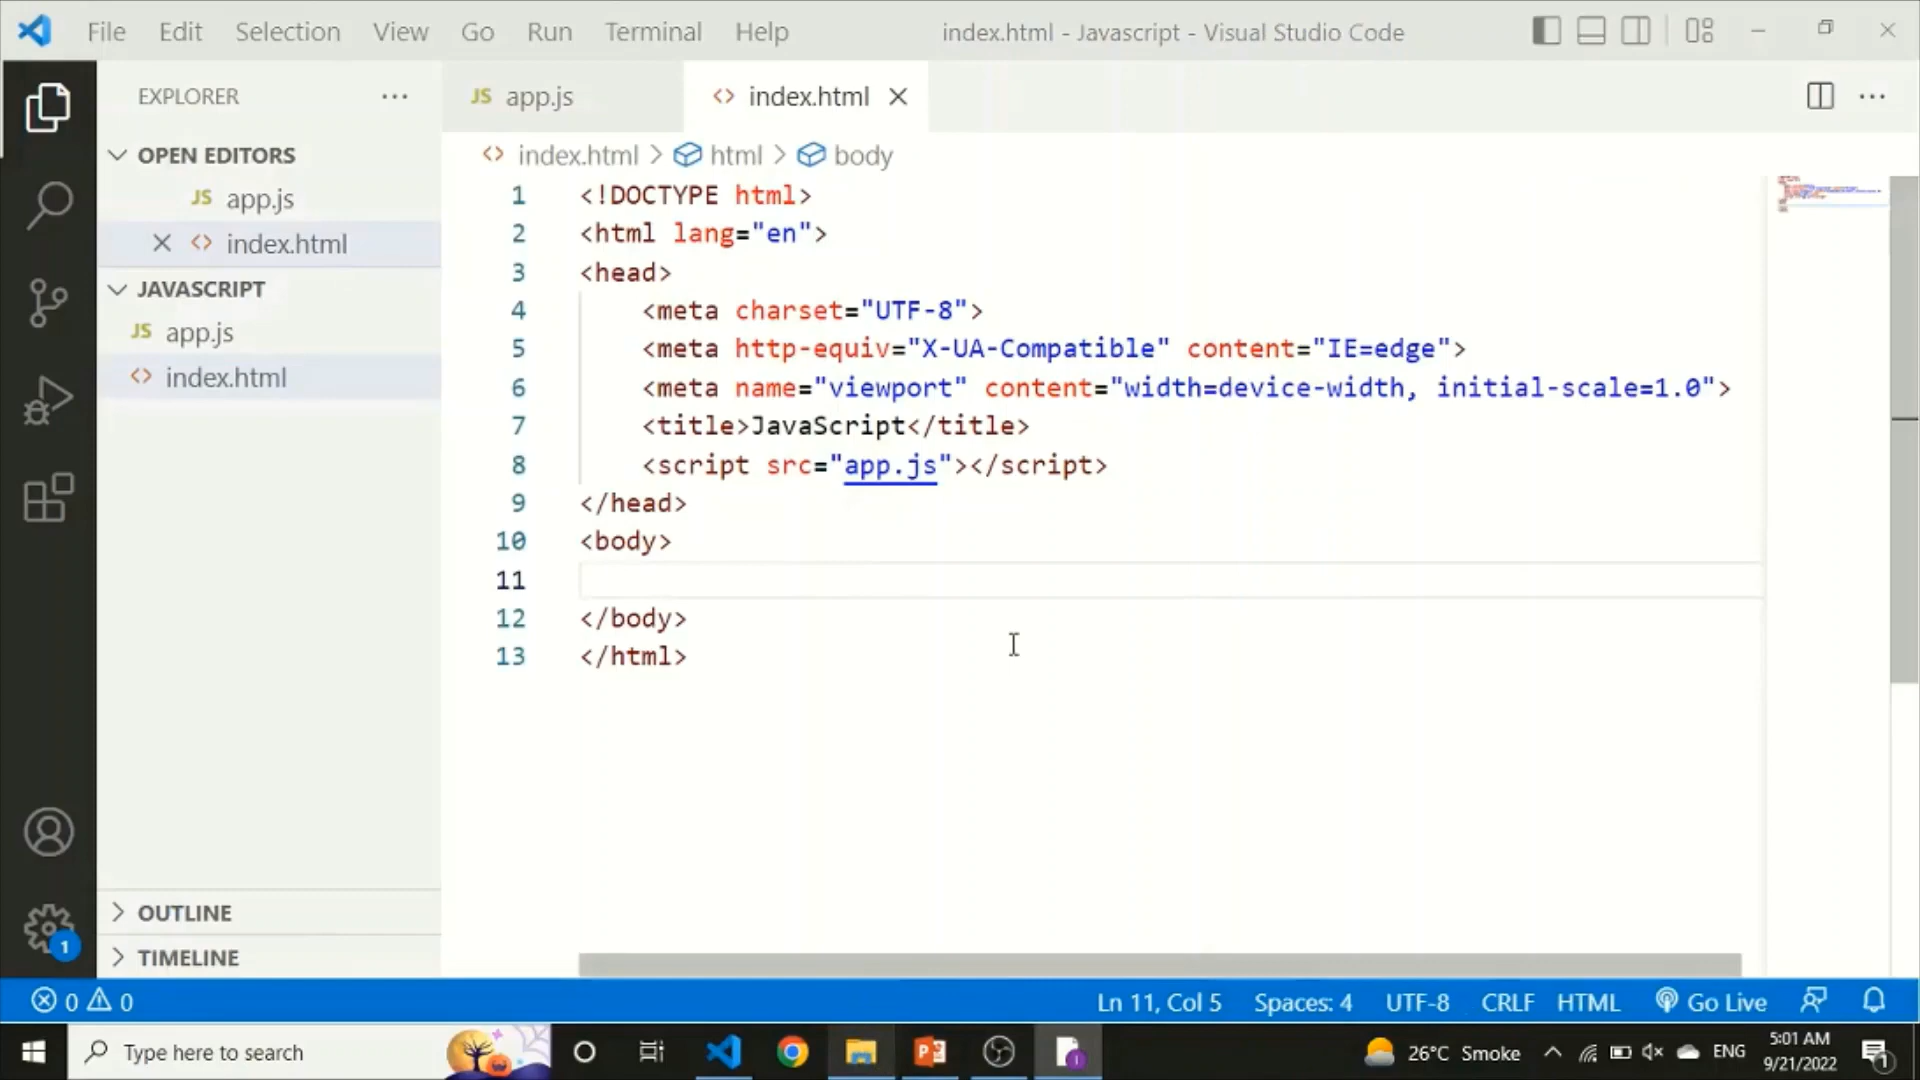 File Edit Selection View Go Run Terminal Help index.html - Javascript - Visual Studio Code
EXPLORER
OPEN EDITORS
JS app.js
index.html
JAVASCRIPT
JS app.js
index.html
OUTLINE
TIMELINE
1
JS app.js <> index.html
<> index.html > html > body
1 <!DOCTYPE html>
2 <html lang="en">
3 <head>
4 <meta charset="UTF-8">
5 <meta http-equiv="X-UA-Compatible" content="IE=edge">
6 <meta name="viewport" content="width=device-width, initial-scale=1.0">
7 <title>JavaScript</title>
8 <script src="app.js"></script>
9 </head>
10 <body>
11
12 </body>
13 </html>
0 0 Ln 11, Col 5 Spaces: 4 UTF-8 CRLF HTML Go Live
Type here to search 26°C Smoke ENG 5:01 AM
9/21/2022
1